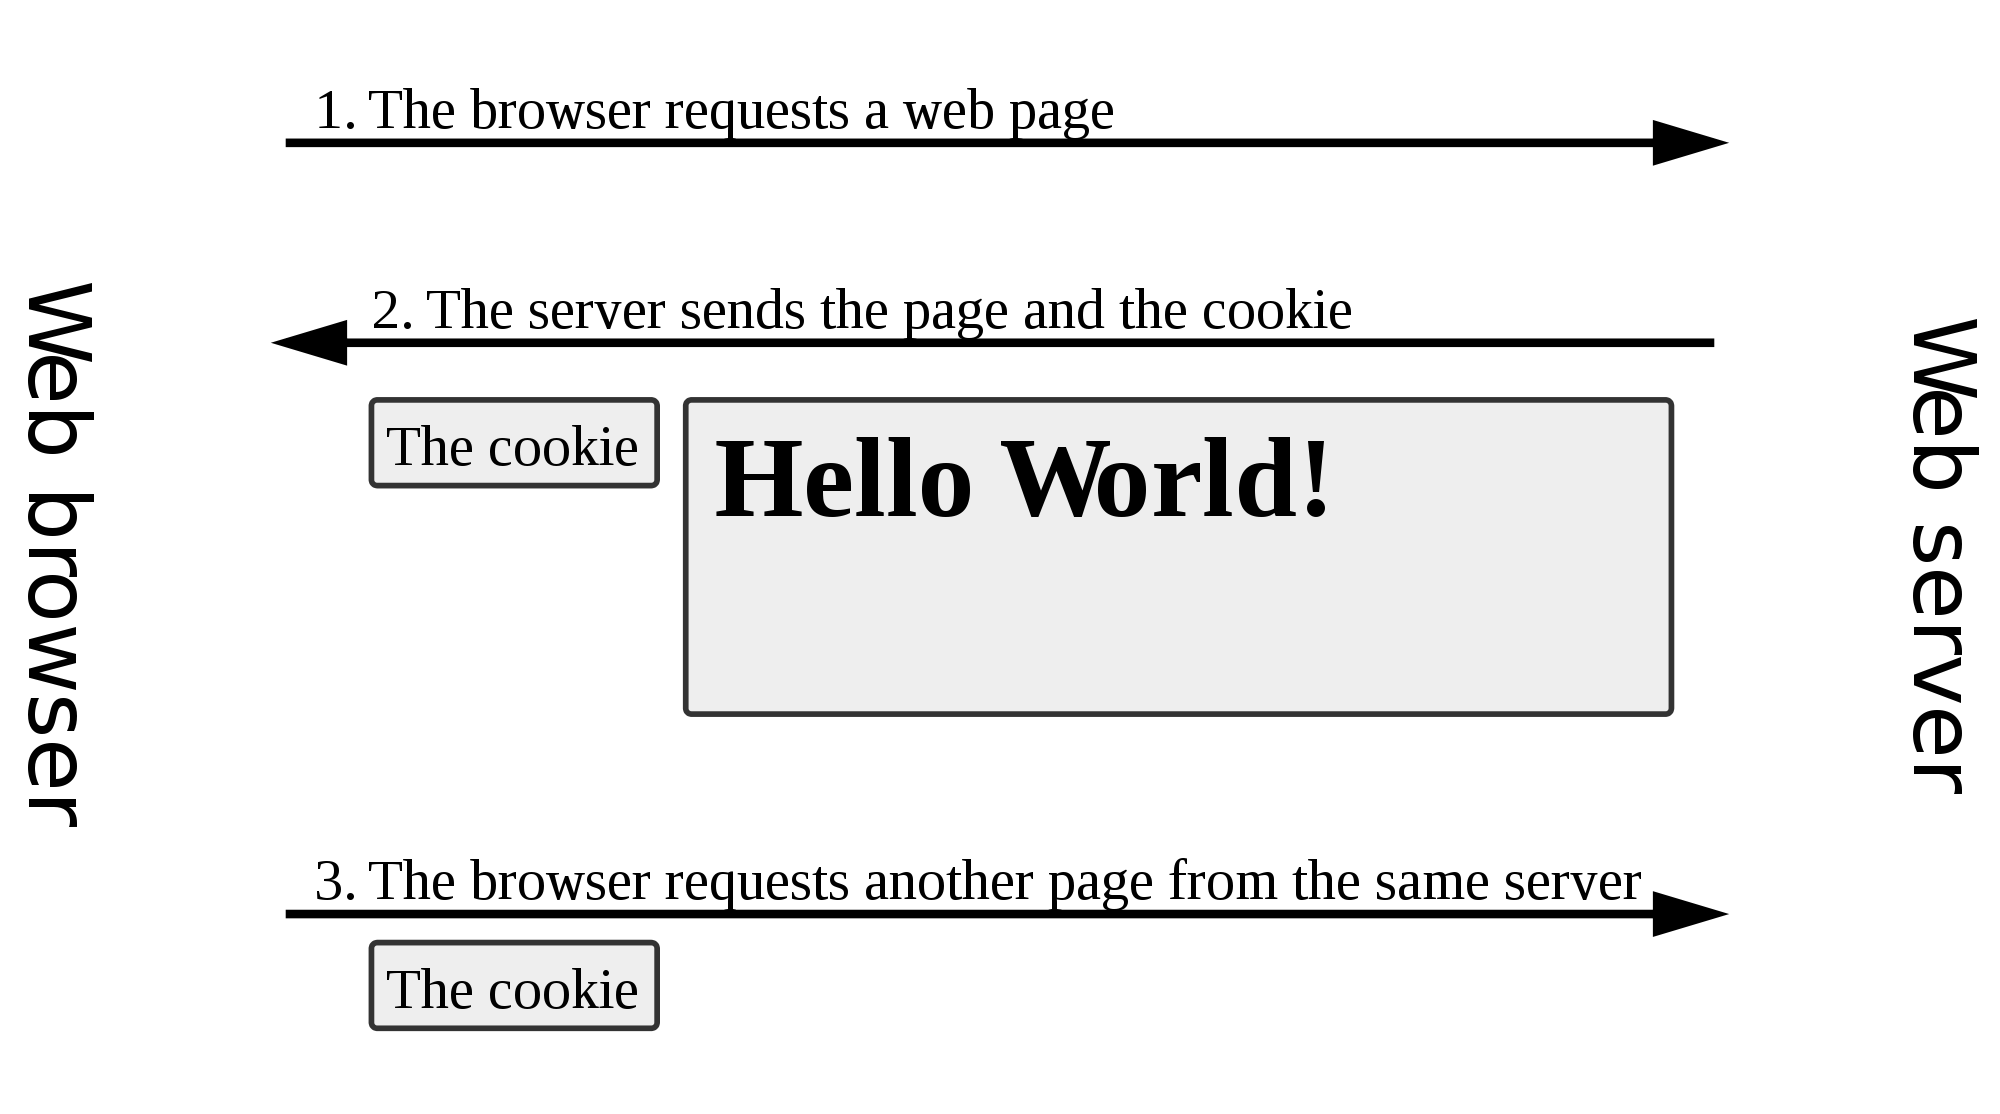 1. The browser requests a web page
2. The server sends the page and the cookie
Web browser
Web server
The cookie
Hello World!
3. The browser requests another page from the same server
The cookie